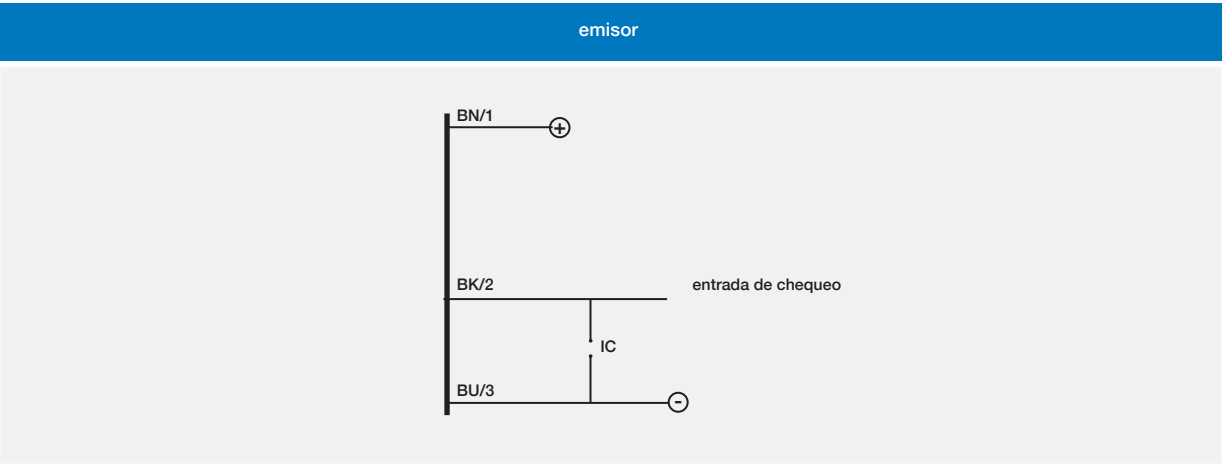 emisor
BN/1
+
BK/2
entrada de chequeo
IC
BU/3
-